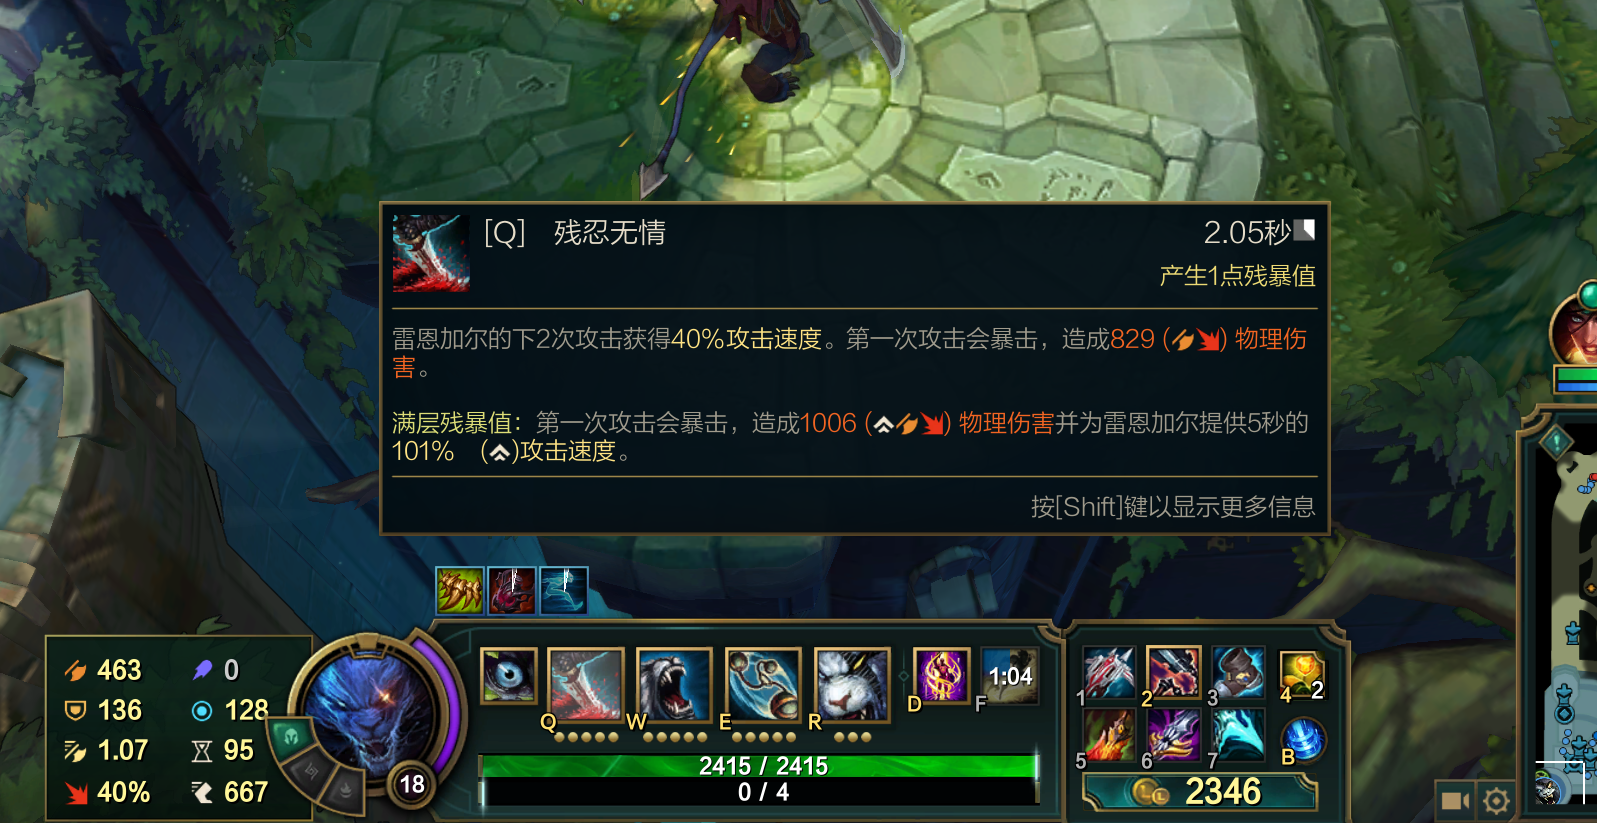 [Q] 残忍无情 2.05秒
产生1点残暴值
雷恩加尔的下2次攻击获得40%攻击速度。第一次攻击会暴击，造成829 () 物理伤
害。
满层残暴值：第一次攻击会暴击，造成1006 () 物理伤害并为雷恩加尔提供5秒的
101% ()攻击速度。
按[Shift]键以显示更多信息
463 0
136 128
1.07 95
40% 667
18
Q W E R D F 1:04
2415 / 2415
0 / 4
1 2 3 4 2
5 6 7 B
2346